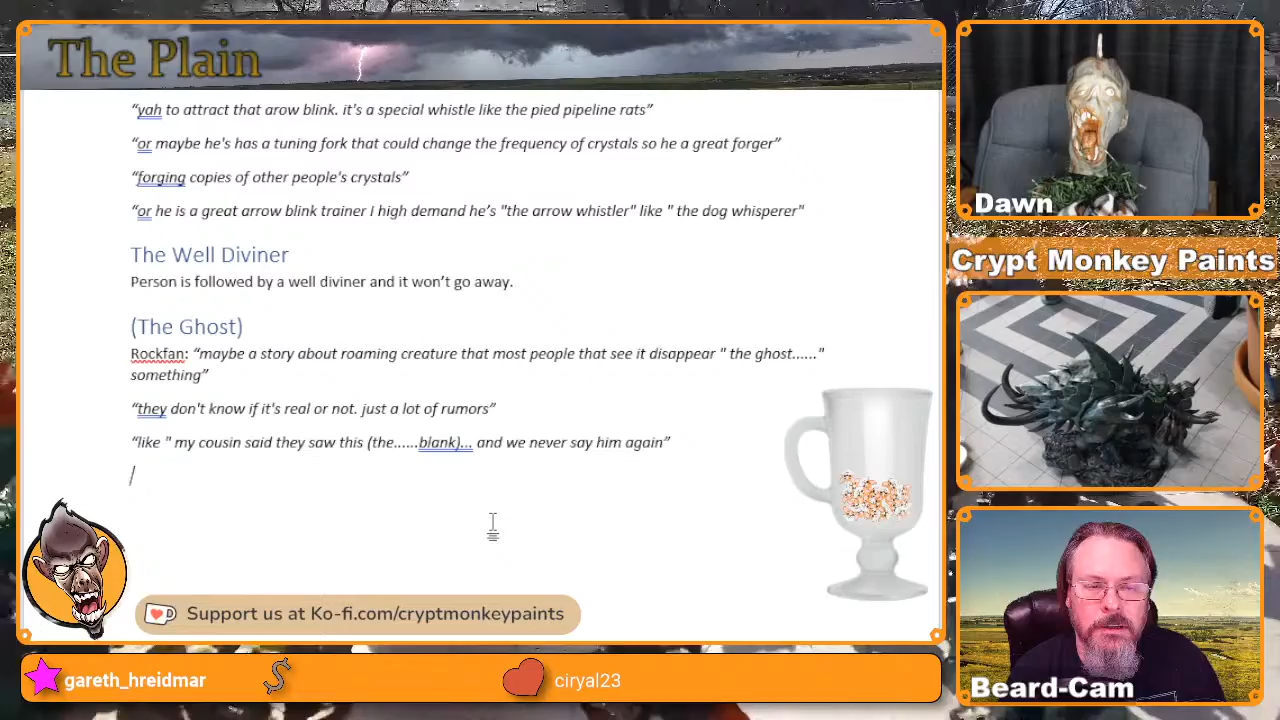 The Plain
“yah to attract that arow blink. it's a special whistle like the pied pipeline rats”
“or maybe he's has a tuning fork that could change the frequency of crystals so he a great forger”
“forging copies of other people's crystals”
“or he is a great arrow blink trainer I high demand he’s "the arrow whistler" like " the dog whisperer"
The Well Diviner
Person is followed by a well diviner and it won’t go away.
(The Ghost)
Rockfan: “maybe a story about roaming creature that most people that see it disappear " the ghost......"
something”
“they don't know if it's real or not. just a lot of rumors”
“like " my cousin said they saw this (the......blank)... and we never say him again”
Support us at Ko-fi.com/cryptmonkeypaints
gareth_hreidmar
$
ciryal23
Dawn
Crypt Monkey Paints
Beard-Cam